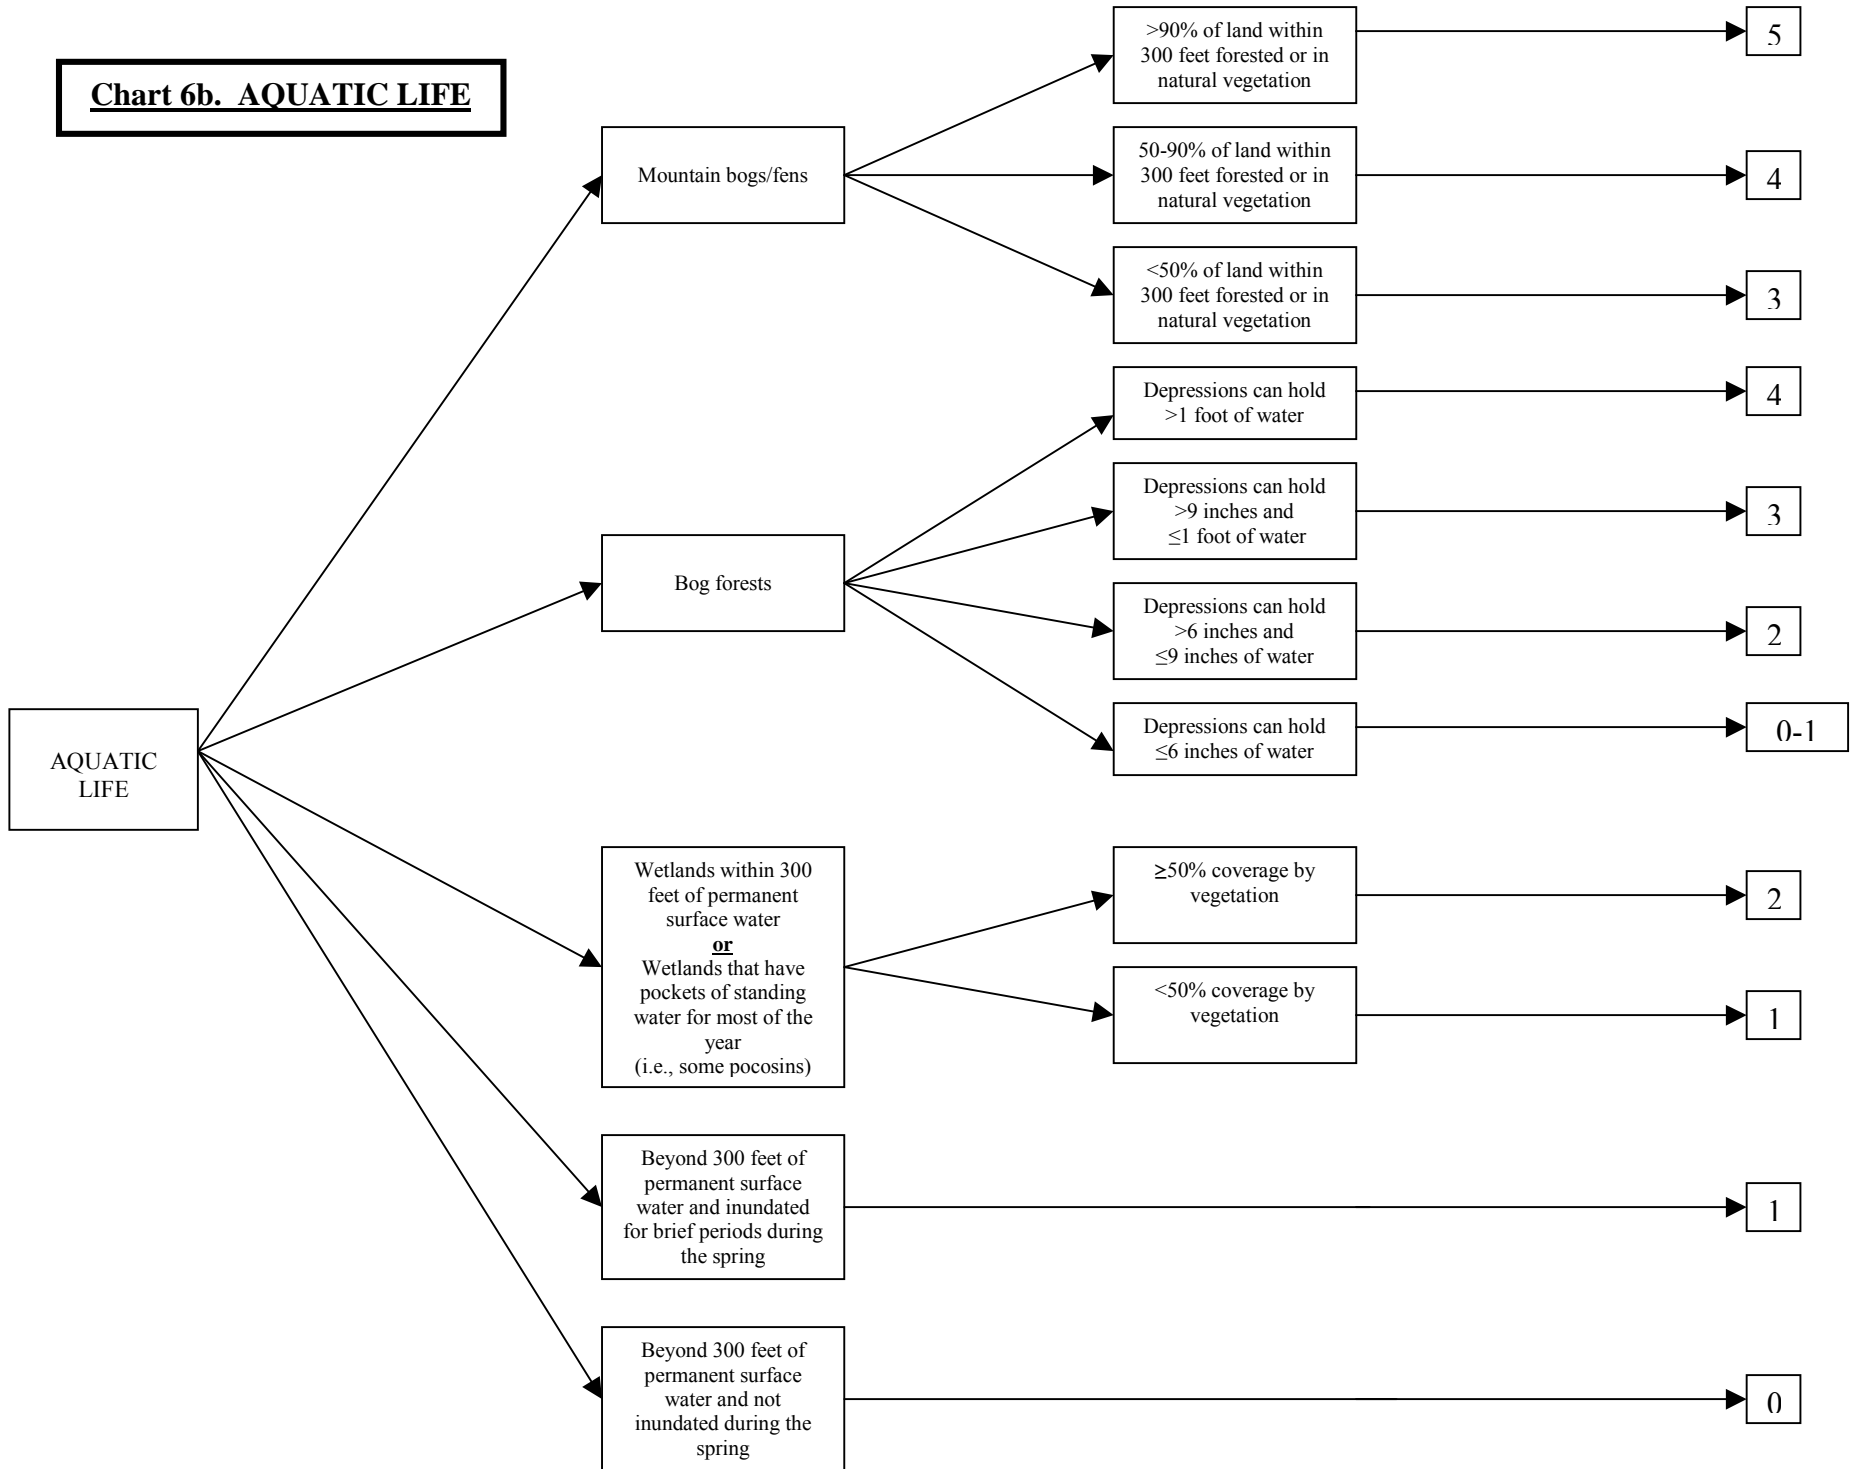 Chart 6b.  AQUATIC LIFE
AQUATIC
LIFE
Mountain bogs/fens
>90% of land within
300 feet forested or in
natural vegetation
5
50-90% of land within
300 feet forested or in
natural vegetation
4
<50% of land within
300 feet forested or in
natural vegetation
3
Bog forests
Depressions can hold
>1 foot of water
4
Depressions can hold
>9 inches and
≤1 foot of water
3
Depressions can hold
>6 inches and
≤9 inches of water
2
Depressions can hold
≤6 inches of water
0-1
Wetlands within 300
feet of permanent
surface water
or
Wetlands that have
pockets of standing
water for most of the
year
(i.e., some pocosins)
≥50% coverage by
vegetation
2
<50% coverage by
vegetation
1
Beyond 300 feet of
permanent surface
water and inundated
for brief periods during
the spring
1
Beyond 300 feet of
permanent surface
water and not
inundated during the
spring
0